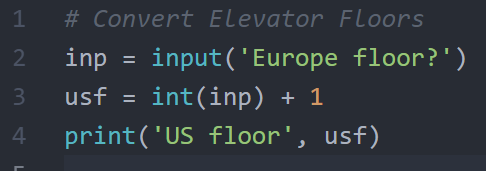 1 # Convert Elevator Floors
2 inp = input('Europe floor?')
3 usf = int(inp) + 1
4 print('US floor', usf)